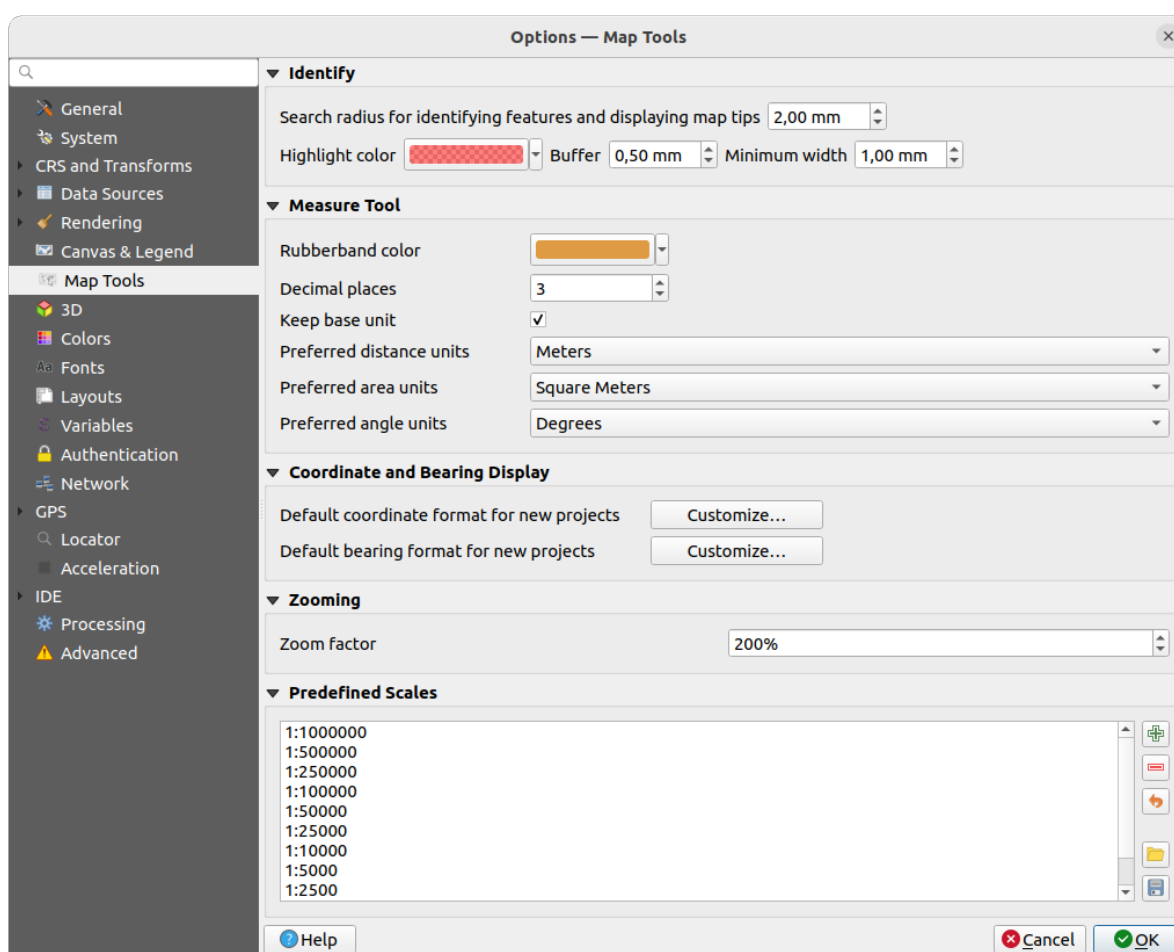 Options — Map Tools
General
System
CRS and Transforms
Data Sources
Rendering
Canvas & Legend
Map Tools
3D
Colors
Aa Fonts
Layouts
Variables
Authentication
Network
GPS
Locator
Acceleration
IDE
Processing
Advanced
Identify
Search radius for identifying features and displaying map tips 2,00 mm
Highlight color Buffer 0,50 mm Minimum width 1,00 mm
Measure Tool
Rubberband color
Decimal places 3
Keep base unit
Preferred distance units Meters
Preferred area units Square Meters
Preferred angle units Degrees
Coordinate and Bearing Display
Default coordinate format for new projects Customize...
Default bearing format for new projects Customize...
Zooming
Zoom factor 200%
Predefined Scales
1:1000000
1:500000
1:250000
1:100000
1:50000
1:25000
1:10000
1:5000
1:2500
Help Cancel OK